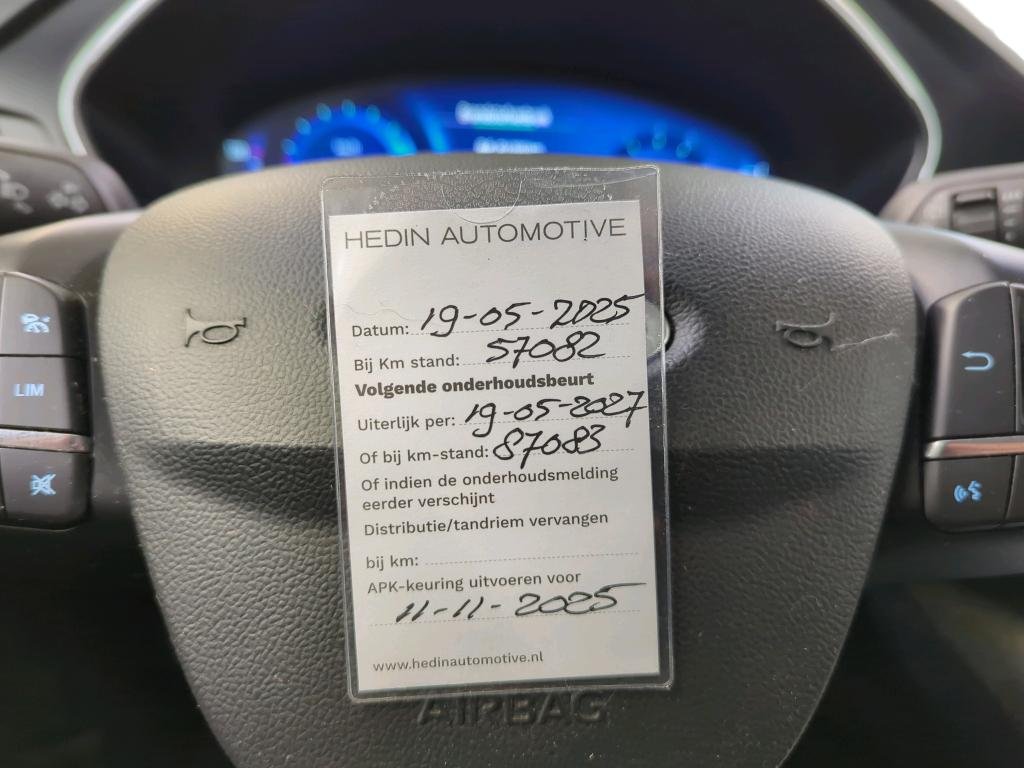 HEDIN AUTOMOTIVE
Datum: 19-05-2025
Bij Km stand: 57082
Volgende onderhoudsbeurt
Uiterlijk per: 19-05-2027
Of bij km-stand: 87083
Of indien de onderhoudsmelding
eerder verschijnt
Distributie/tandriem vervangen
bij km:
APK-keuring uitvoeren voor
11-11-2025
www.hedinautomotive.nl
LIM
AIRBAG